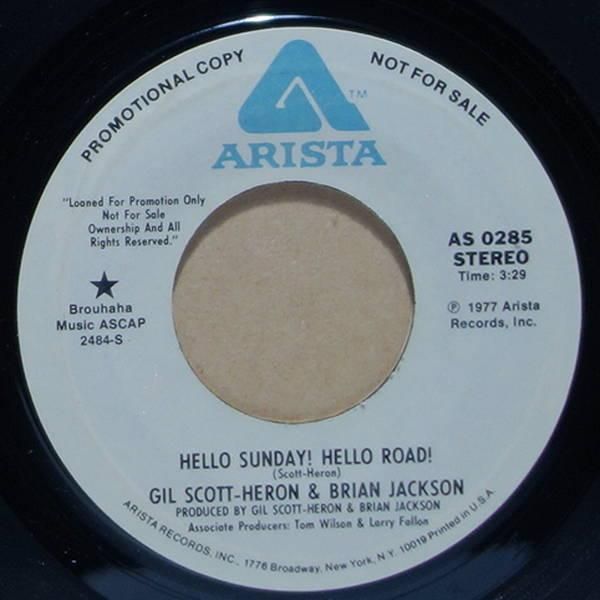 PROMOTIONAL COPY
NOT FOR SALE
TM
ARISTA
"Loaned For Promotion Only
Not For Sale
Ownership And All
Rights Reserved."
Brouhaha
Music ASCAP
2484-S
AS 0285
STEREO
Time: 3:29
℗ 1977 Arista
Records, Inc.
HELLO SUNDAY! HELLO ROAD!
(Scott-Heron)
GIL SCOTT-HERON & BRIAN JACKSON
PRODUCED BY GIL SCOTT-HERON & BRIAN JACKSON
Associate Producers: Tom Wilson & Larry Fallon
ARISTA RECORDS, INC., 1776 Broadway, New York, N.Y. 10019 Printed in U.S.A.